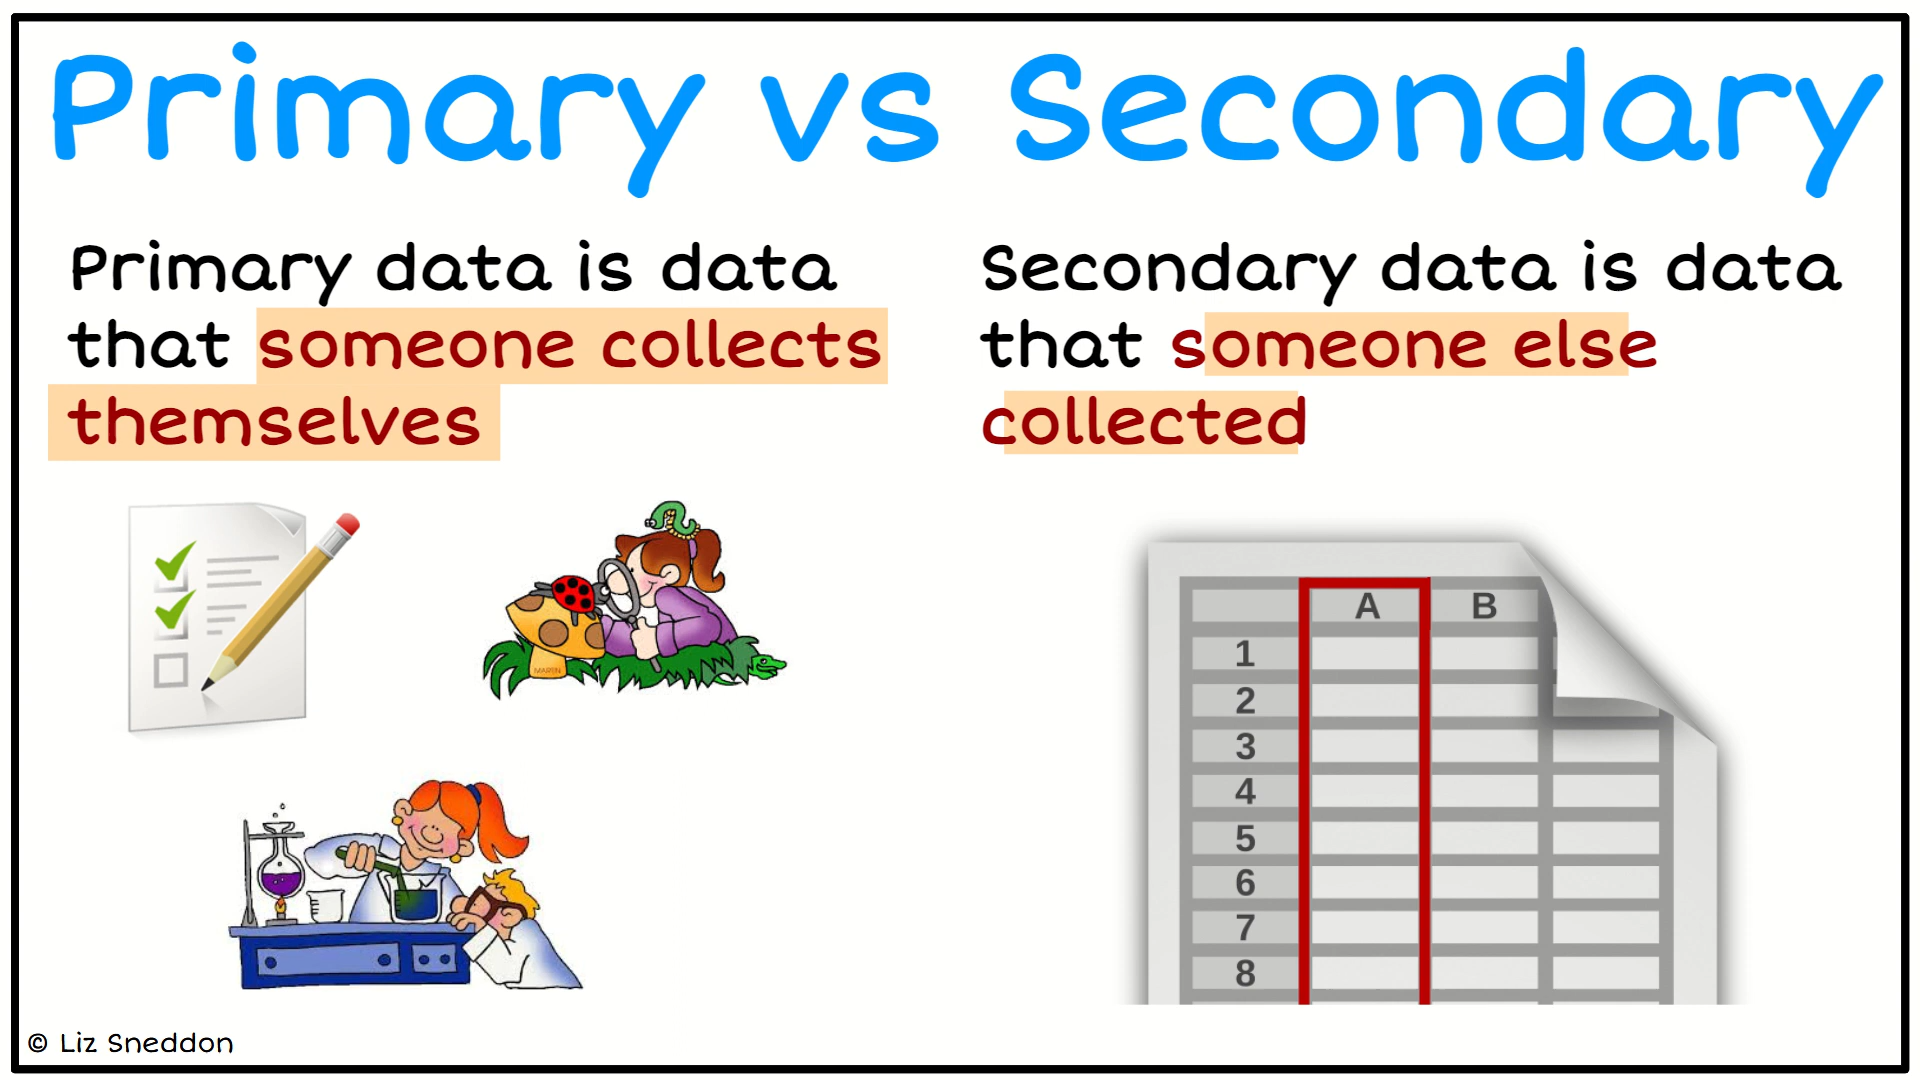 Primary vs Secondary
Primary data is data
that someone collects
themselves
Secondary data is data
that someone else
collected
MARTIN
A B
1
2
3
4
5
6
7
8
© Liz Sneddon